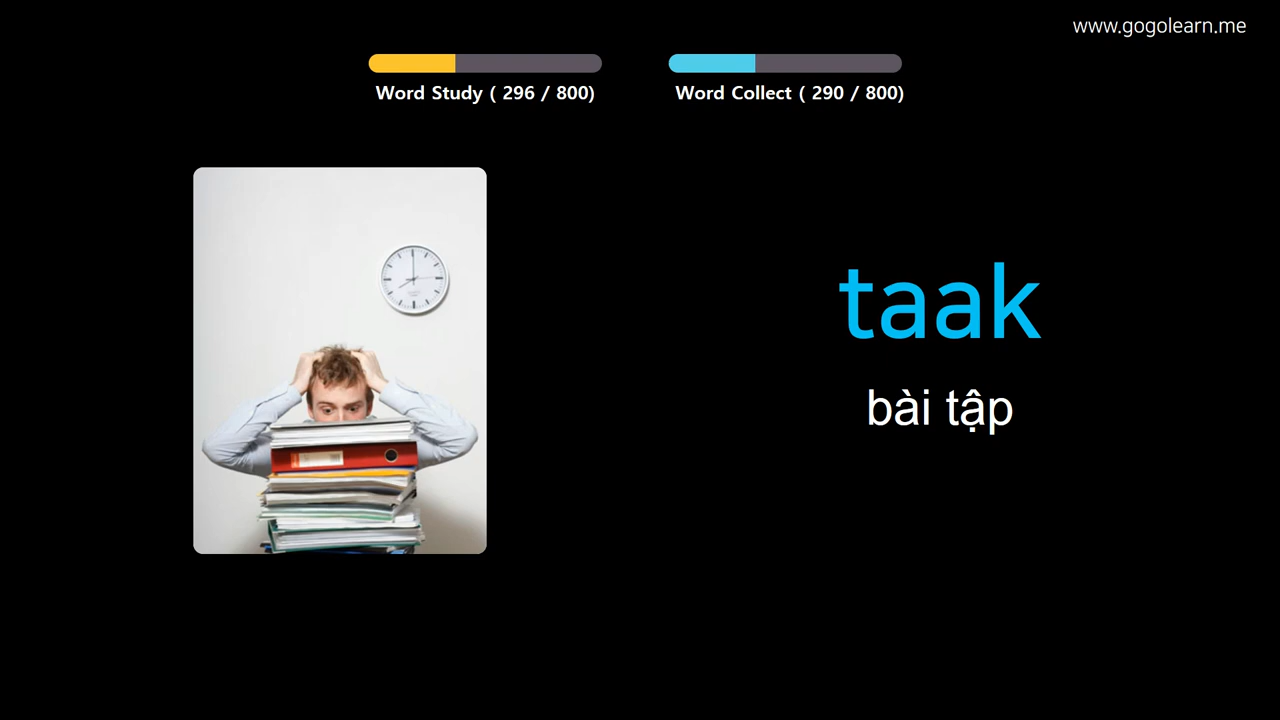 www.gogolearn.me
Word Study ( 296 / 800)
Word Collect ( 290 / 800)
taak
bài tập